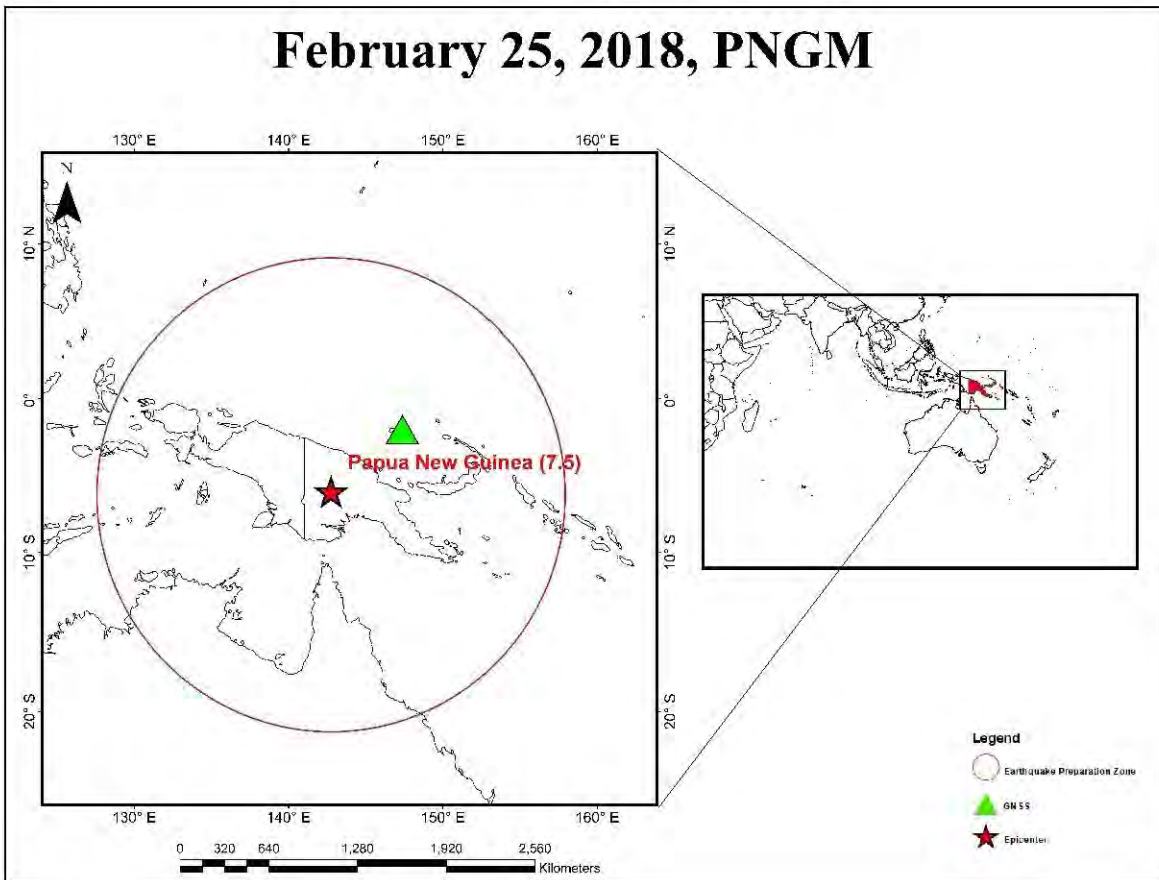 February 25, 2018, PNGM
130° E 140° E 150° E 160° E
N
10° N 10° N
0° 0°
Papua New Guinea (7.5)
10° S 10° S
20° S 20° S
130° E 140° E 150° E 160° E
0 320 640 1,280 1,920 2,560
Kilometers
Legend
Earthquake Preparation Zone
GNSS
Epicenter